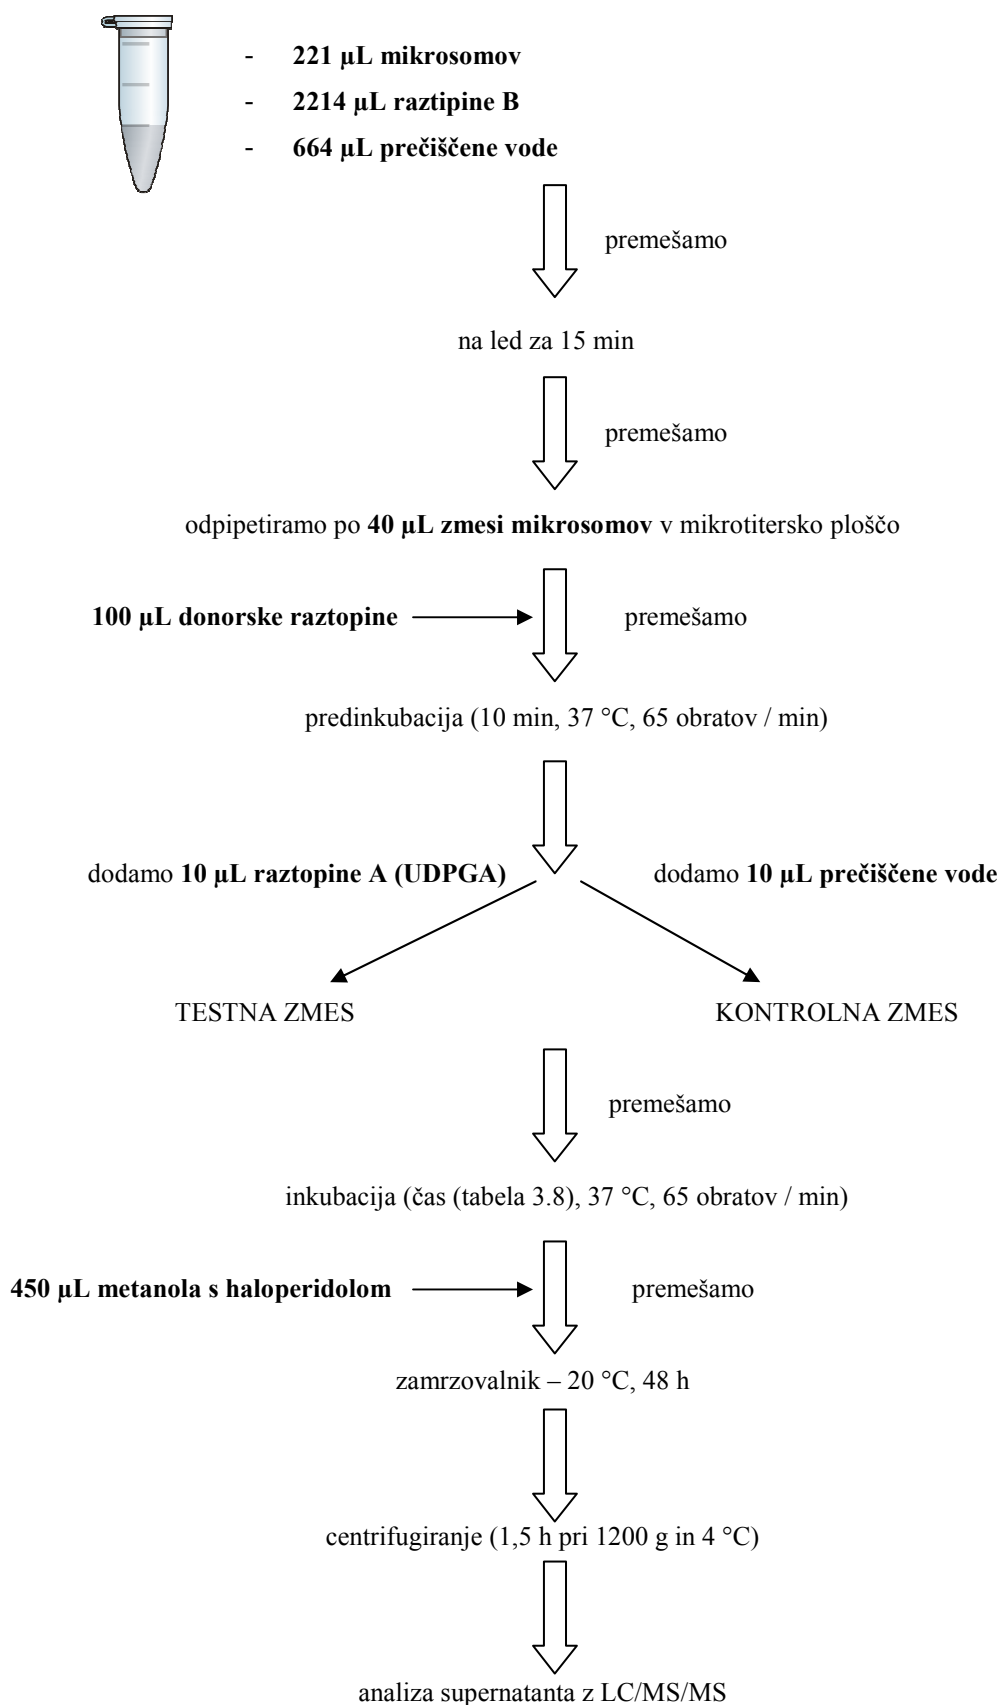 - 221 µL mikrosomov
- 2214 µL raztipine B
- 664 µL prečiščene vode
premešamo
na led za 15 min
premešamo
odpipetiramo po 40 µL zmesi mikrosomov v mikrotitersko ploščo
100 µL donorske raztopine
premešamo
predinkubacija (10 min, 37 °C, 65 obratov / min)
dodamo 10 µL raztopine A (UDPGA)
dodamo 10 µL prečiščene vode
TESTNA ZMES
KONTROLNA ZMES
premešamo
inkubacija (čas (tabela 3.8), 37 °C, 65 obratov / min)
450 µL metanola s haloperidolom
premešamo
zamrzovalnik – 20 °C, 48 h
centrifugiranje (1,5 h pri 1200 g in 4 °C)
analiza supernatanta z LC/MS/MS